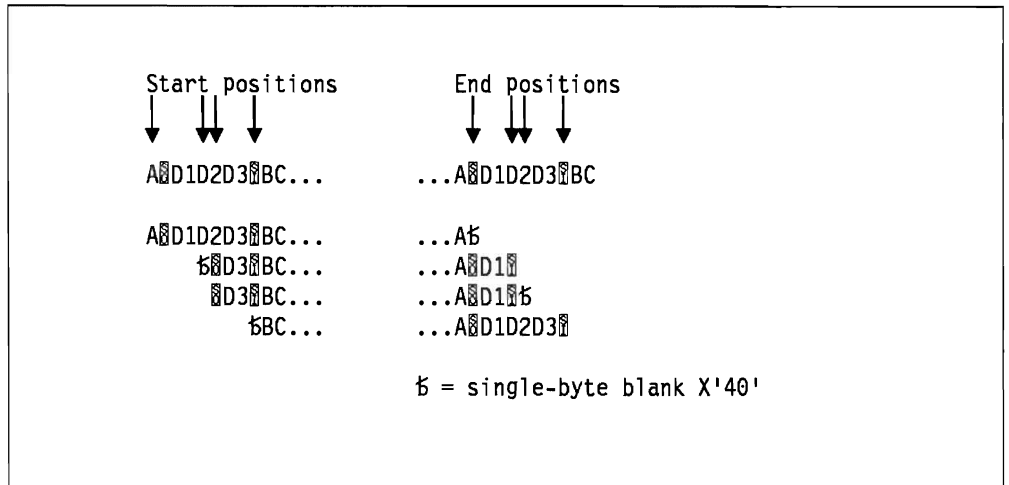 Start positions End positions
A␎D1D2D3␏BC... ...A␎D1D2D3␏BC
A␎D1D2D3␏BC... ...Aƀ
ƀ␎D3␏BC... ...A␎D1␏
␎D3␏BC... ...A␎D1␏ƀ
ƀBC... ...A␎D1D2D3␏
ƀ = single-byte blank X'40'